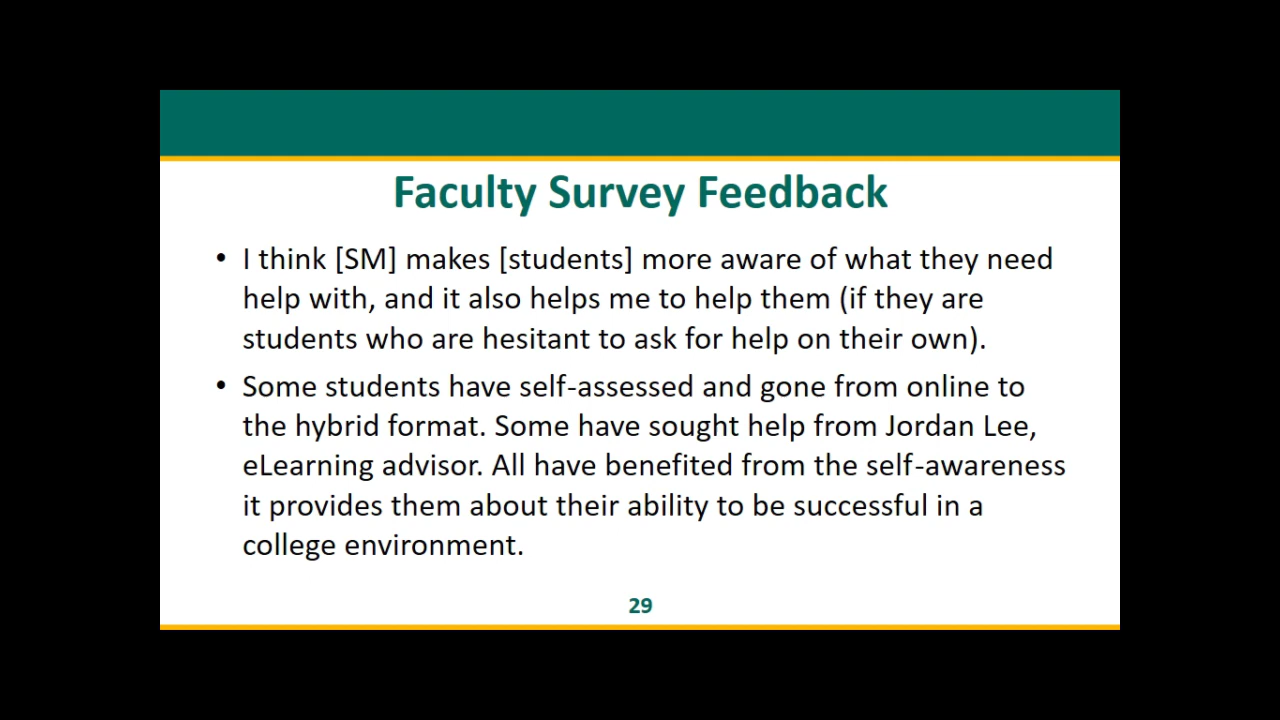 Faculty Survey Feedback
• I think [SM] makes [students] more aware of what they need
help with, and it also helps me to help them (if they are
students who are hesitant to ask for help on their own).
• Some students have self-assessed and gone from online to
the hybrid format. Some have sought help from Jordan Lee,
eLearning advisor. All have benefited from the self-awareness
it provides them about their ability to be successful in a
college environment.
29